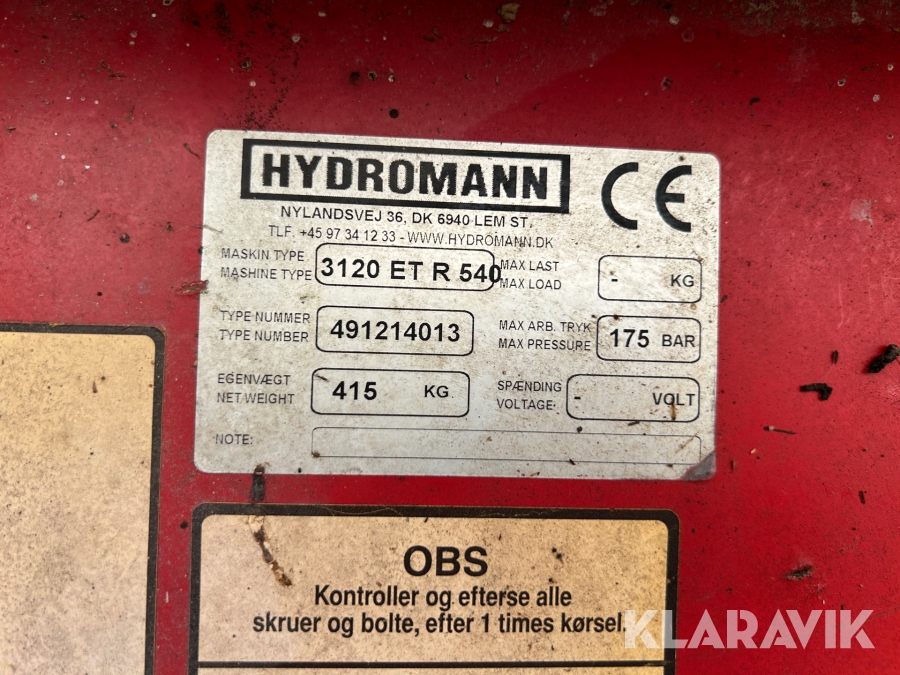 HYDROMANN
CE
NYLANDSVEJ 36, DK 6940 LEM ST.
TLF. +45 97 34 12 33 - WWW.HYDROMANN.DK
MASKIN TYPE
MASHINE TYPE
3120 ET R 540
MAX LAST
MAX LOAD
- KG
TYPE NUMMER
TYPE NUMBER
491214013
MAX ARB. TRYK
MAX PRESSURE
175 BAR
EGENVÆGT
NET WEIGHT
415 KG
SPÆNDING
VOLTAGE
- VOLT
NOTE:
OBS
Kontroller og efterse alle
skruer og bolte, efter 1 times kørsel.
KLARAVIK